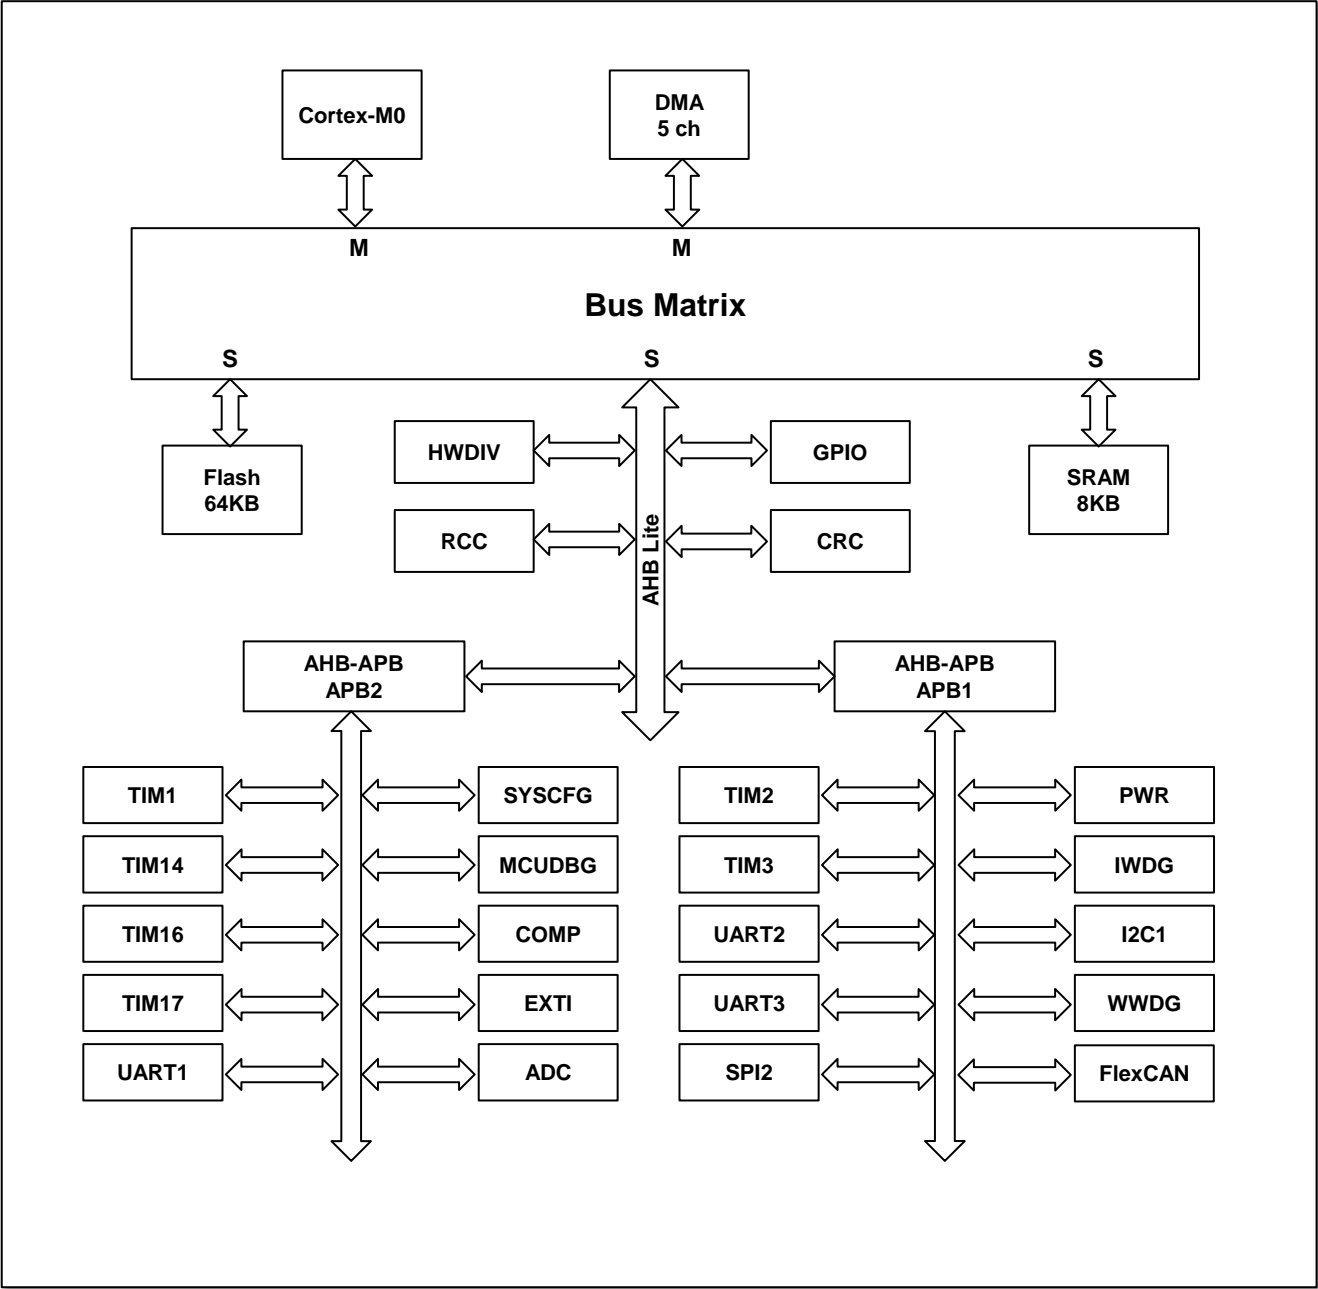 Cortex-M0
DMA
5 ch
M
M
Bus Matrix
S
S
S
Flash
64KB
HWDIV
GPIO
SRAM
8KB
RCC
CRC
AHB Lite
AHB-APB
APB2
AHB-APB
APB1
TIM1
SYSCFG
TIM2
PWR
TIM14
MCUDBG
TIM3
IWDG
TIM16
COMP
UART2
I2C1
TIM17
EXTI
UART3
WWDG
UART1
ADC
SPI2
FlexCAN